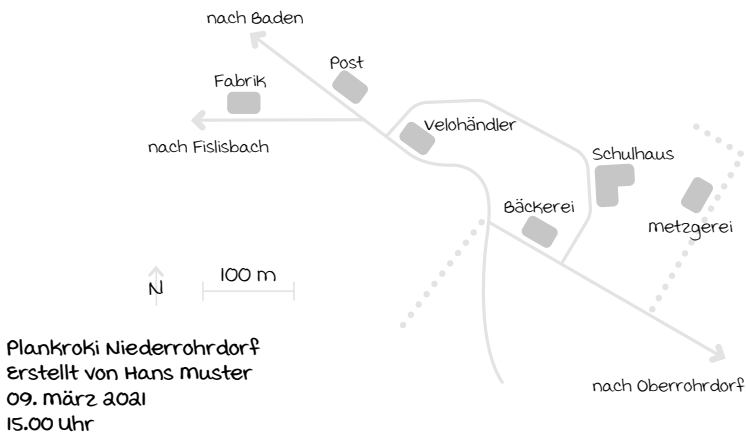 nach Baden
Post
Fabrik
Velohändler
nach Fislisbach
Schulhaus
Bäckerei
Metzgerei
100 m
N
Plankroki Niederrohrdorf
Erstellt von Hans Muster
09. März 2021
15.00 Uhr
nach Oberrohrdorf